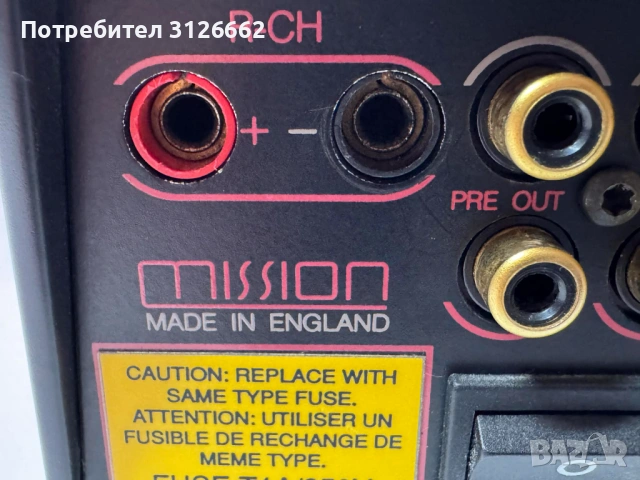 Потребител 3126662
R-CH
+ -
PRE OUT
mission
MADE IN ENGLAND
CAUTION: REPLACE WITH
SAME TYPE FUSE.
ATTENTION: UTILISER UN
FUSIBLE DE RECHANGE DE
MEME TYPE.
BAZAR